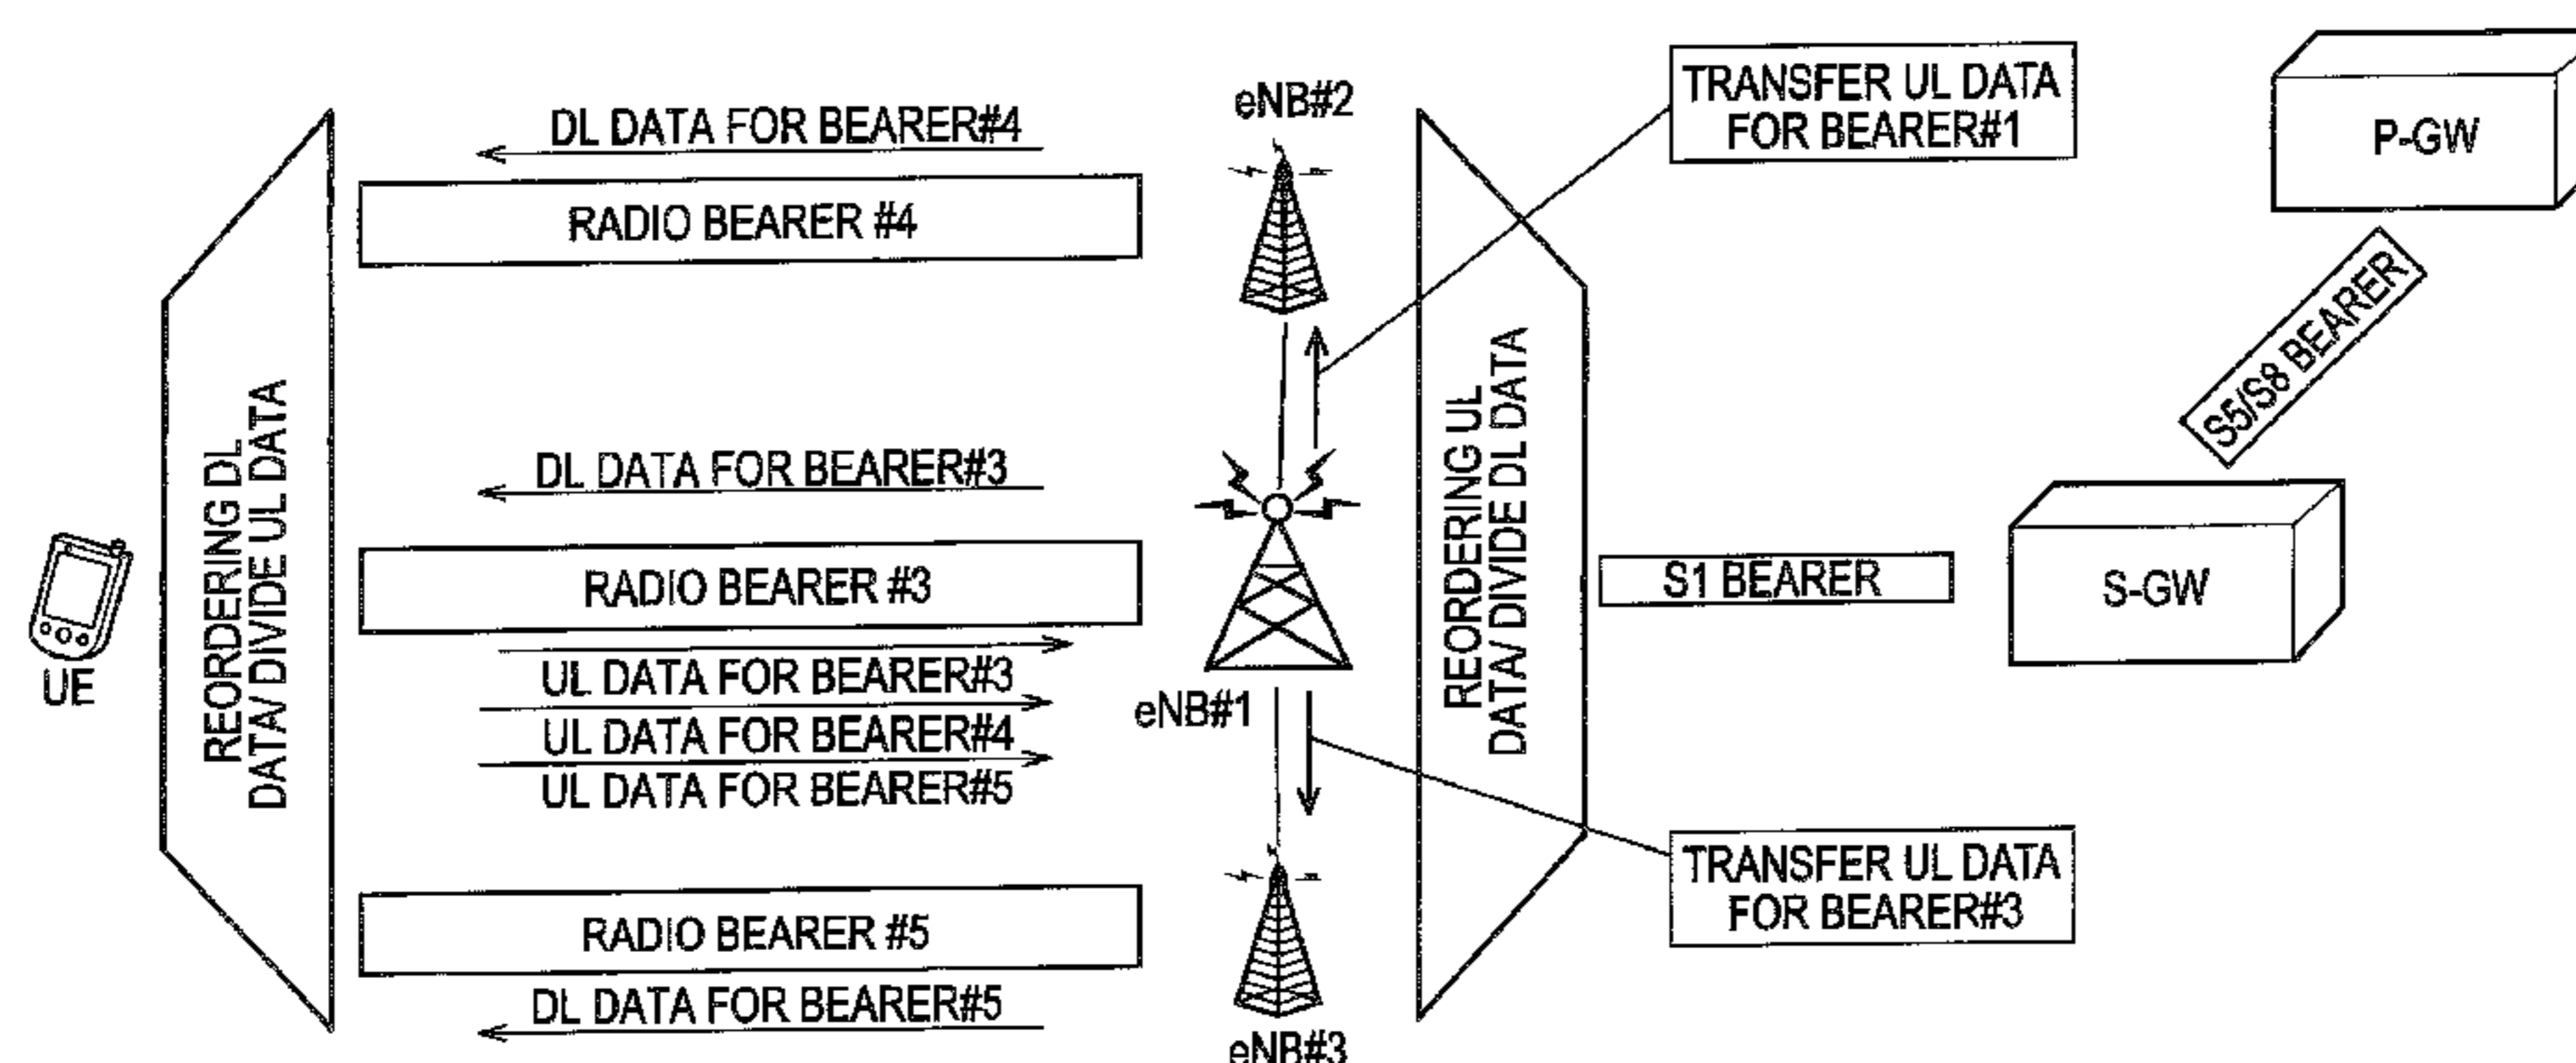 eNB#2
TRANSFER UL DATA
FOR BEARER#1
P-GW
DL DATA FOR BEARER#4
RADIO BEARER #4
S5/S8 BEARER
REORDERING DL
DATA/ DIVIDE UL DATA
REORDERING UL
DATA/ DIVIDE DL DATA
DL DATA FOR BEARER#3
RADIO BEARER #3
S1 BEARER
S-GW
UE
UL DATA FOR BEARER#3
eNB#1
UL DATA FOR BEARER#4
UL DATA FOR BEARER#5
TRANSFER UL DATA
FOR BEARER#3
RADIO BEARER #5
DL DATA FOR BEARER#5
eNB#3